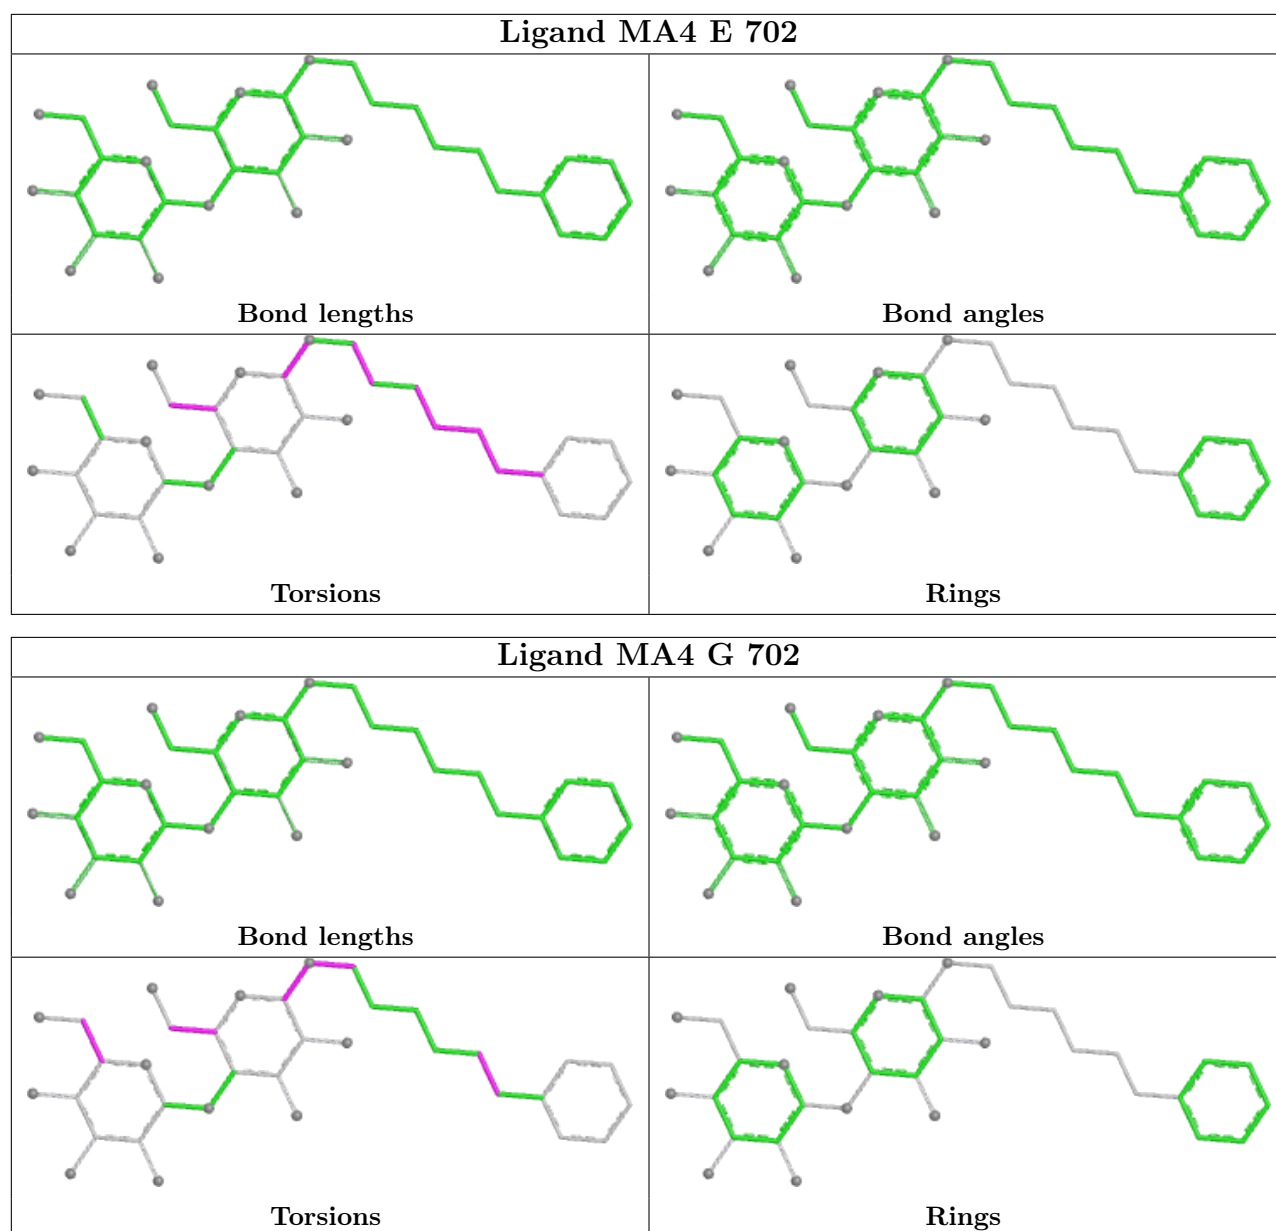 Ligand MA4 E 702
Bond lengths
Bond angles
Torsions
Rings
Ligand MA4 G 702
Bond lengths
Bond angles
Torsions
Rings